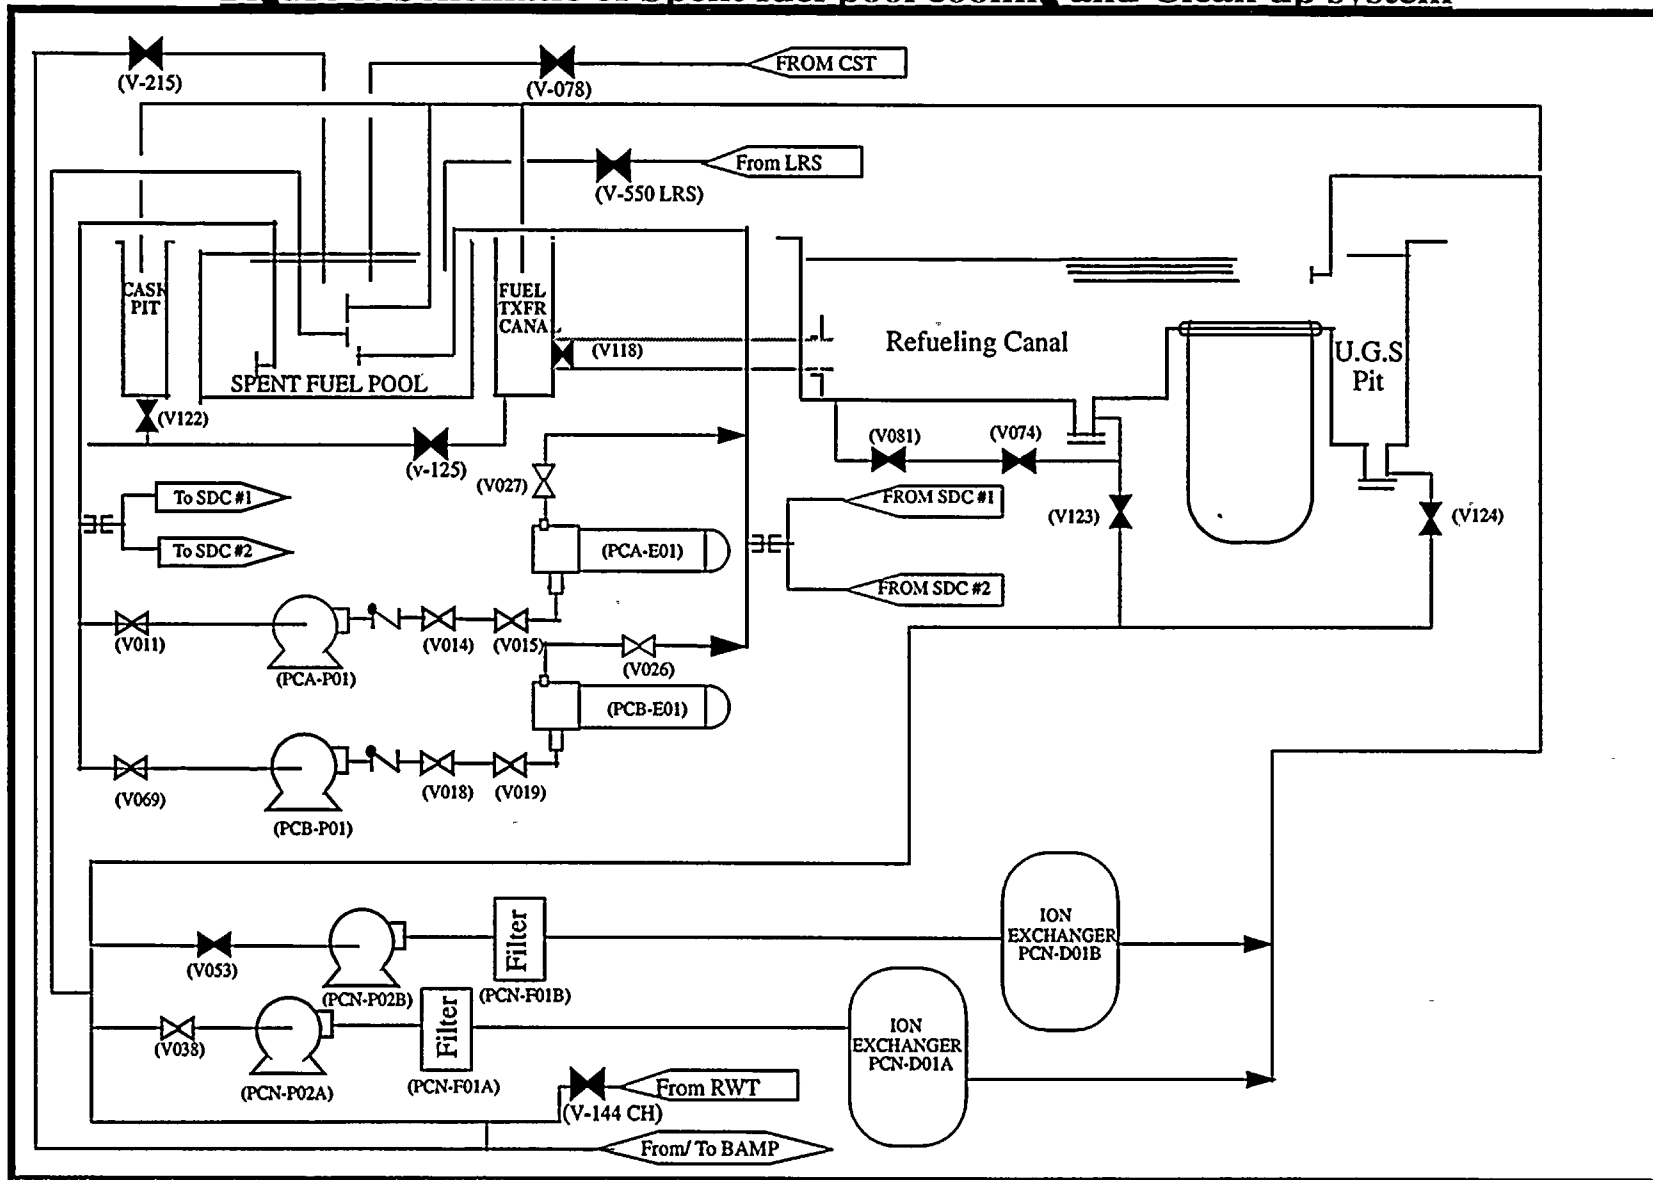 (V-215)
FROM CST
(V-078)
From LRS
(V-550 LRS)
CASK
PIT
FUEL
TXFR
CANA
SPENT FUEL POOL
(V118)
Refueling Canal
U.G.S
Pit
(V122)
(v-125)
(V081)
(V074)
(V027)
To SDC #1
FROM SDC #1
(V123)
(V124)
To SDC #2
(PCA-E01)
FROM SDC #2
(V011)
(V014)
(V015)
(PCA-P01)
(V026)
(PCB-E01)
(V069)
(V018)
(V019)
(PCB-P01)
ION
EXCHANGER
PCN-D01B
Filter
(V053)
(PCN-P02B)
(PCN-F01B)
ION
EXCHANGER
PCN-D01A
Filter
(V038)
(PCN-P02A)
(PCN-F01A)
From RWT
(V-144 CH)
From/ To BAMP